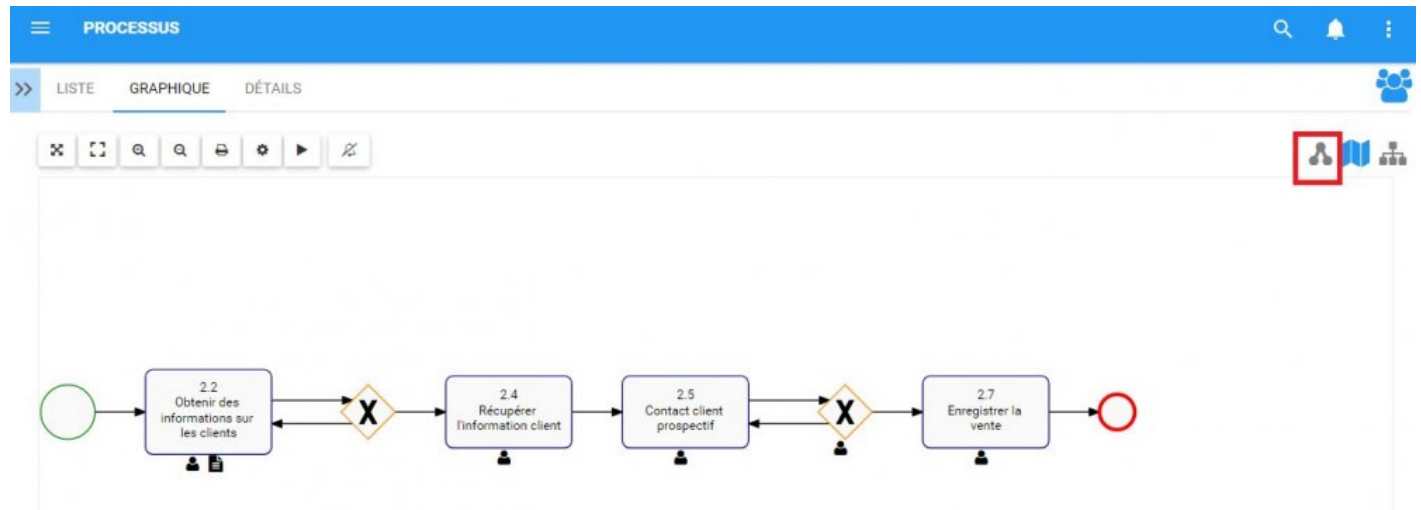 PROCESSUS
LISTE GRAPHIQUE DÉTAILS
2.2
Obtenir des
informations sur
les clients
X
2.4
Récupérer
l'information client
2.5
Contact client
prospectif
X
2.7
Enregistrer la
vente